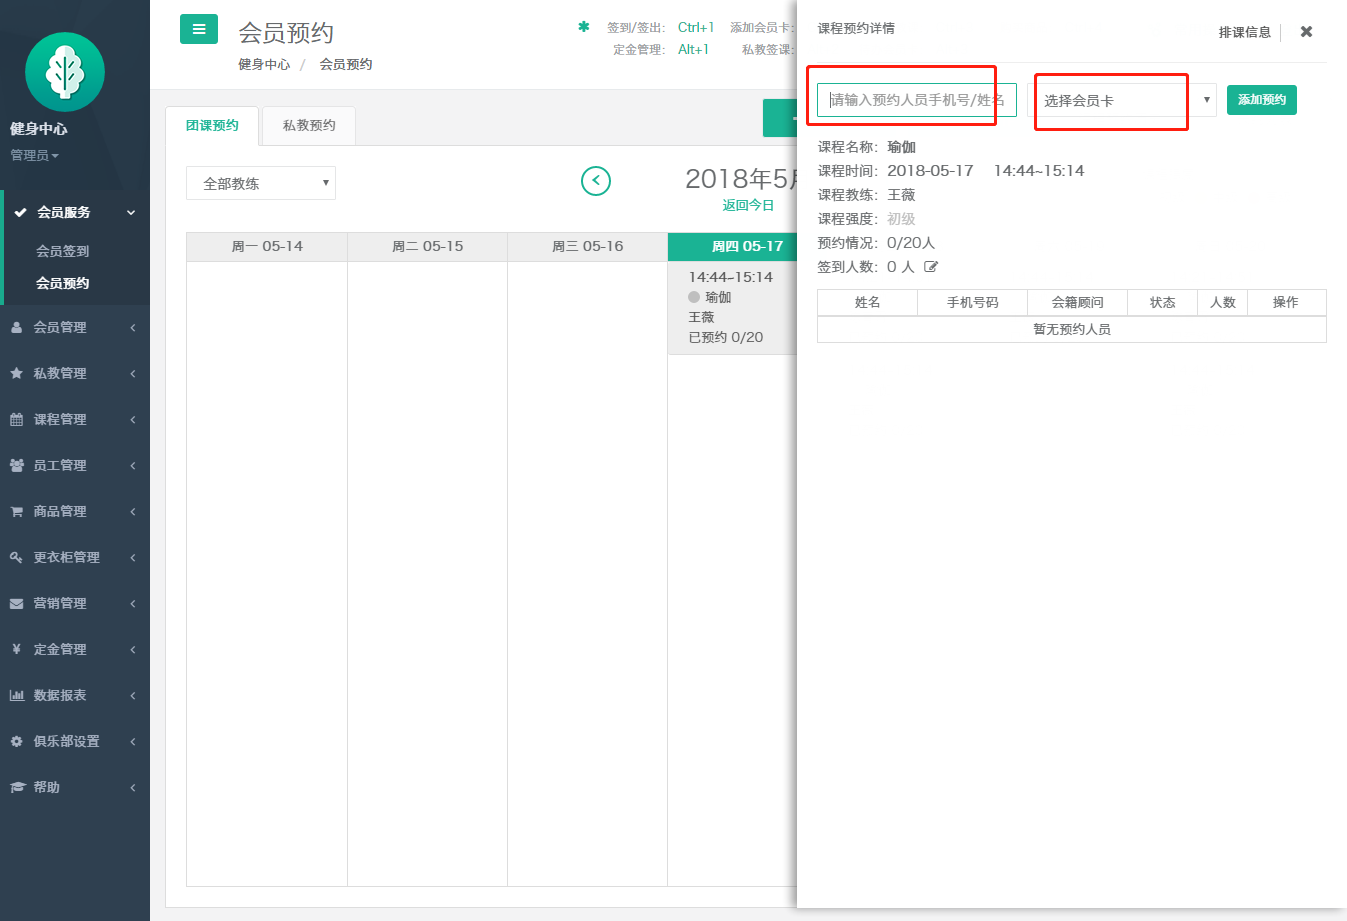 健身中心
管理员
会员服务
会员签到
会员预约
会员管理
私教管理
课程管理
员工管理
商品管理
更衣柜管理
营销管理
定金管理
数据报表
俱乐部设置
帮助
会员预约
健身中心 / 会员预约
签到/签出: Ctrl+1 添加会员卡:
定金管理: Alt+1 私教签课:
团课预约 私教预约
全部教练
2018年5月
返回今日
周一 05-14 周二 05-15 周三 05-16 周四 05-17
14:44~15:14
瑜伽
王薇
已预约 0/20
课程预约详情
排课信息
请输入预约人员手机号/姓名 选择会员卡 添加预约
课程名称: 瑜伽
课程时间: 2018-05-17 14:44~15:14
课程教练: 王薇
课程强度: 初级
预约情况: 0/20人
签到人数: 0 人
姓名 手机号码 会籍顾问 状态 人数 操作
暂无预约人员